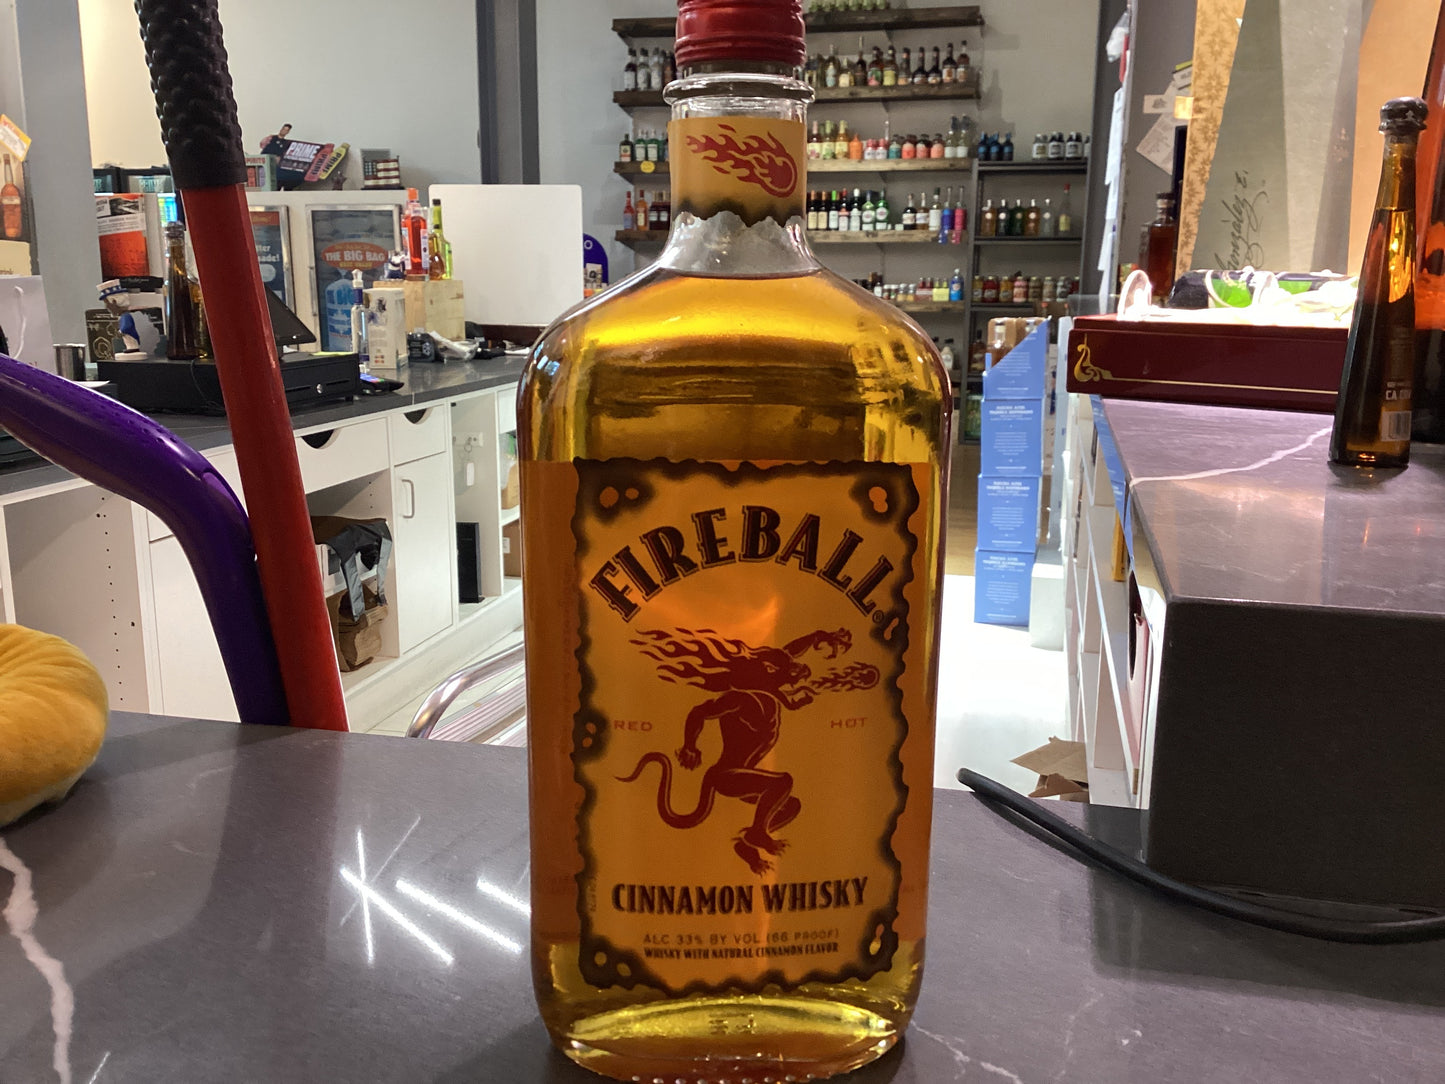 PRIME
THE BIG BAG
FIREBALL®
RED HOT
CINNAMON WHISKY
ALC 33% BY VOL (66 PROOF)
WHISKY WITH NATURAL CINNAMON FLAVOR